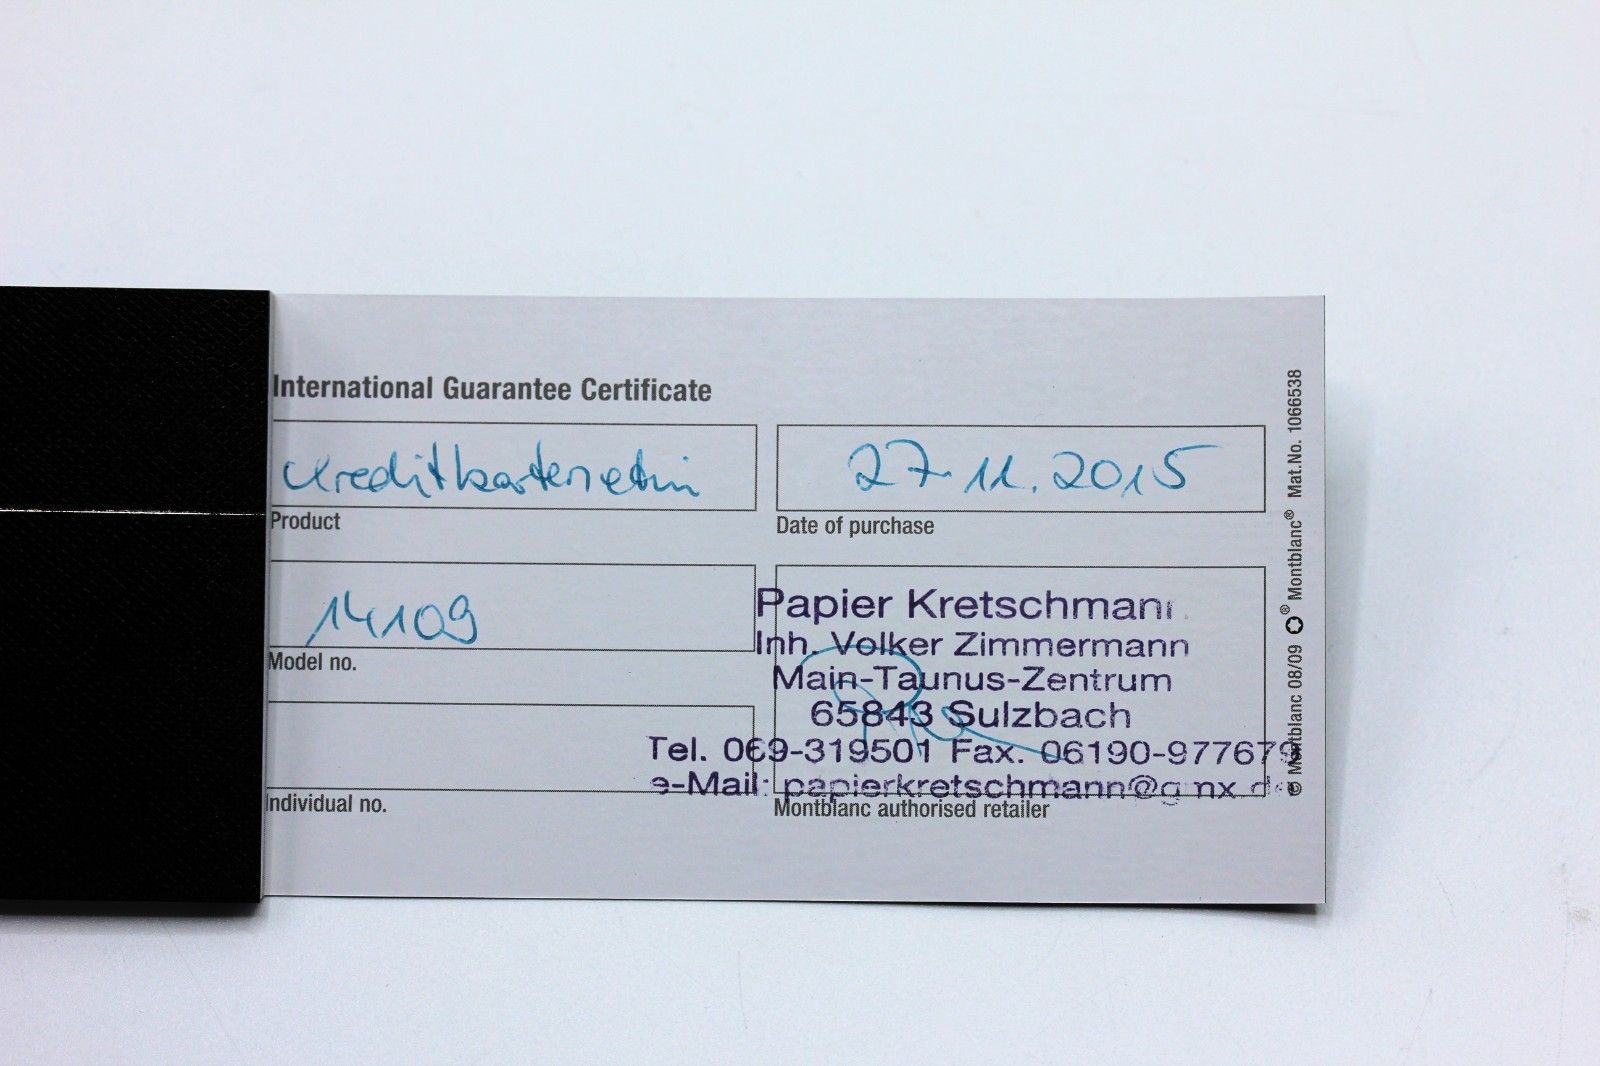 International Guarantee Certificate
Kreditkartenetui
Product
27.11.2015
Date of purchase
14109
Model no.
Individual no.
Papier Kretschmann
Inh. Volker Zimmermann
Main-Taunus-Zentrum
65843 Sulzbach
Tel. 069-319501 Fax. 06190-977679
e-Mail: papierkretschmann@gmx.de
Montblanc authorised retailer
© Montblanc 08/09 ® Montblanc® Mat.No. 1066538